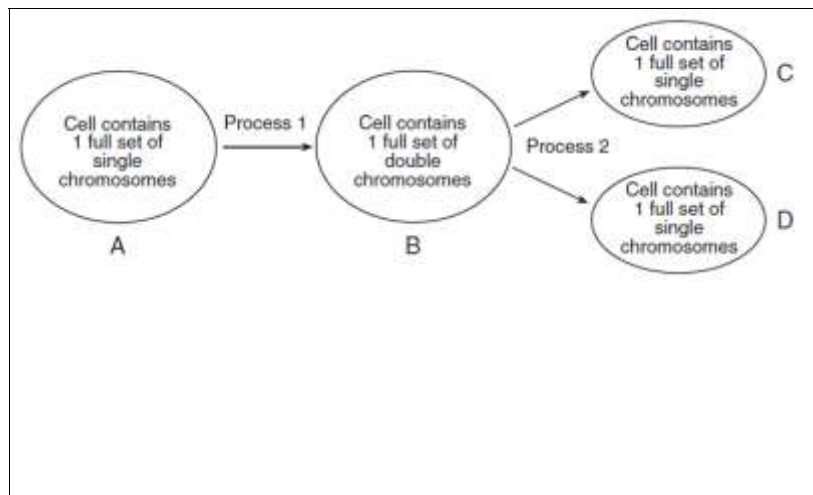 Cell contains
1 full set of
single
chromosomes
A
Process 1
Cell contains
1 full set of
double
chromosomes
B
Process 2
Cell contains
1 full set of
single
chromosomes
C
Cell contains
1 full set of
single
chromosomes
D